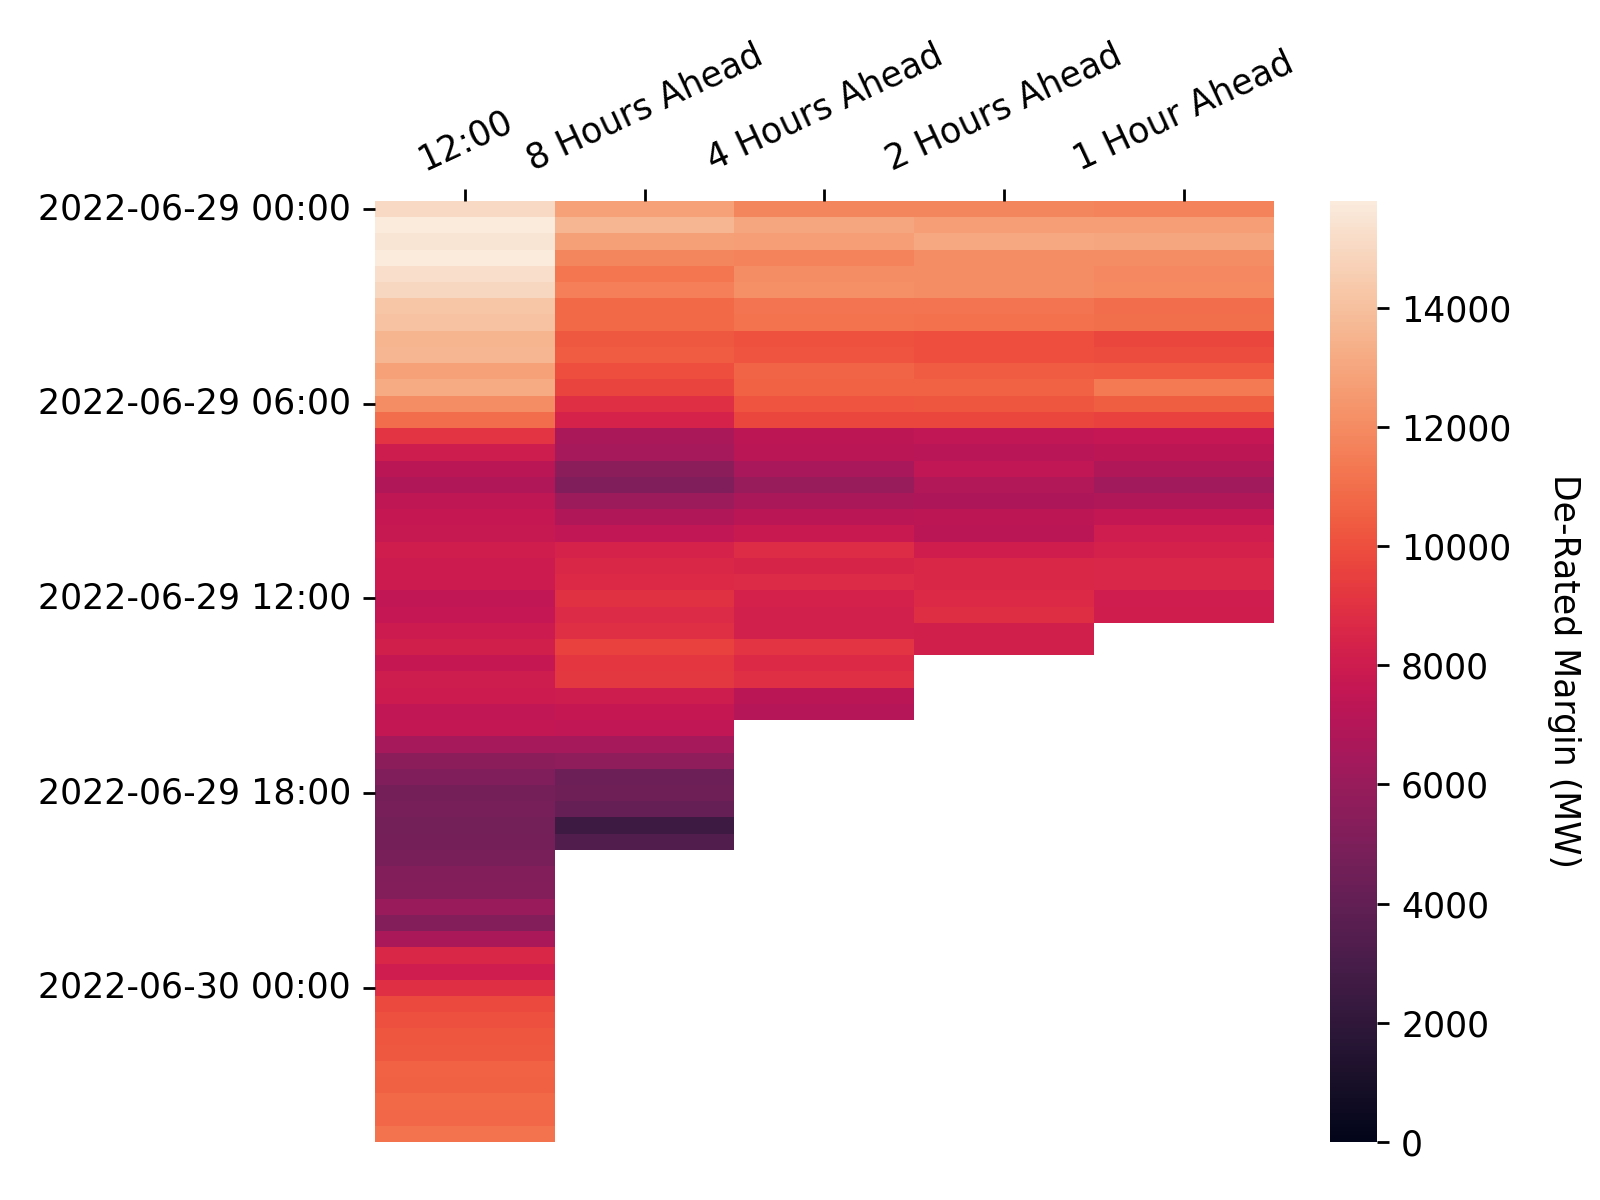 12:00
8 Hours Ahead
4 Hours Ahead
2 Hours Ahead
1 Hour Ahead
2022-06-29 00:00
2022-06-29 06:00
2022-06-29 12:00
2022-06-29 18:00
2022-06-30 00:00
14000
12000
10000
8000
6000
4000
2000
0
De-Rated Margin (MW)